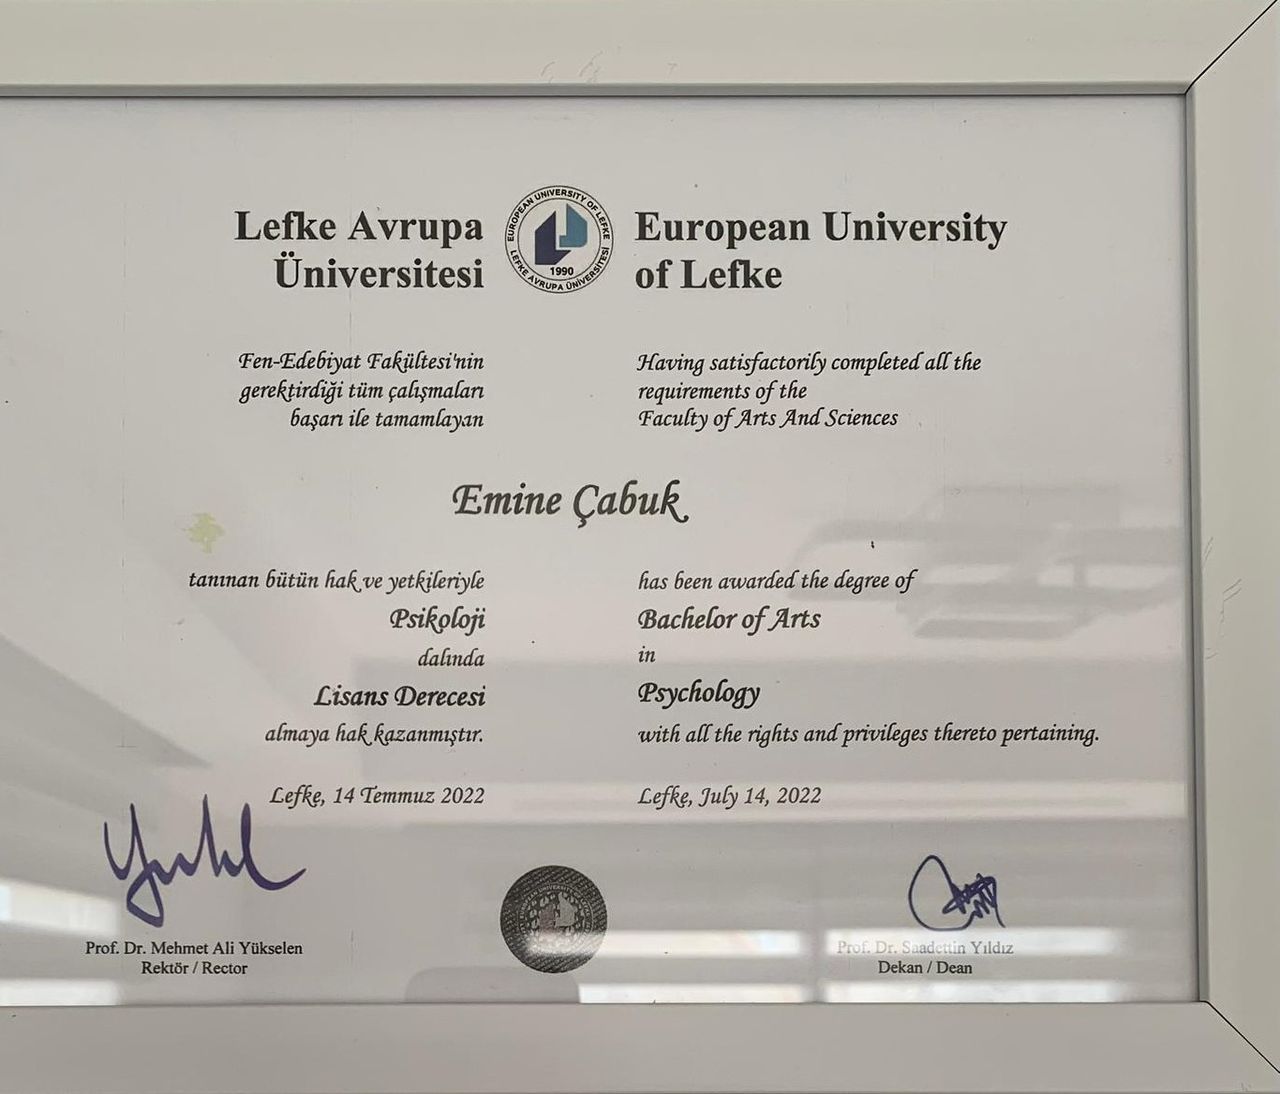 Lefke Avrupa
Üniversitesi
EUROPEAN UNIVERSITY OF LEFKE
1990
LEFKE AVRUPA ÜNİVERSİTESİ
European University
of Lefke
Fen-Edebiyat Fakültesi'nin
gerektirdiği tüm çalışmaları
başarı ile tamamlayan
Having satisfactorily completed all the
requirements of the
Faculty of Arts And Sciences
Emine Çabuk
tanınan bütün hak ve yetkileriyle
Psikoloji
dalında
Lisans Derecesi
almaya hak kazanmıştır.
Lefke, 14 Temmuz 2022
has been awarded the degree of
Bachelor of Arts
in
Psychology
with all the rights and privileges thereto pertaining.
Lefke, July 14, 2022
Prof. Dr. Mehmet Ali Yükselen
Rektör / Rector
Prof. Dr. Saadettin Yıldız
Dekan / Dean